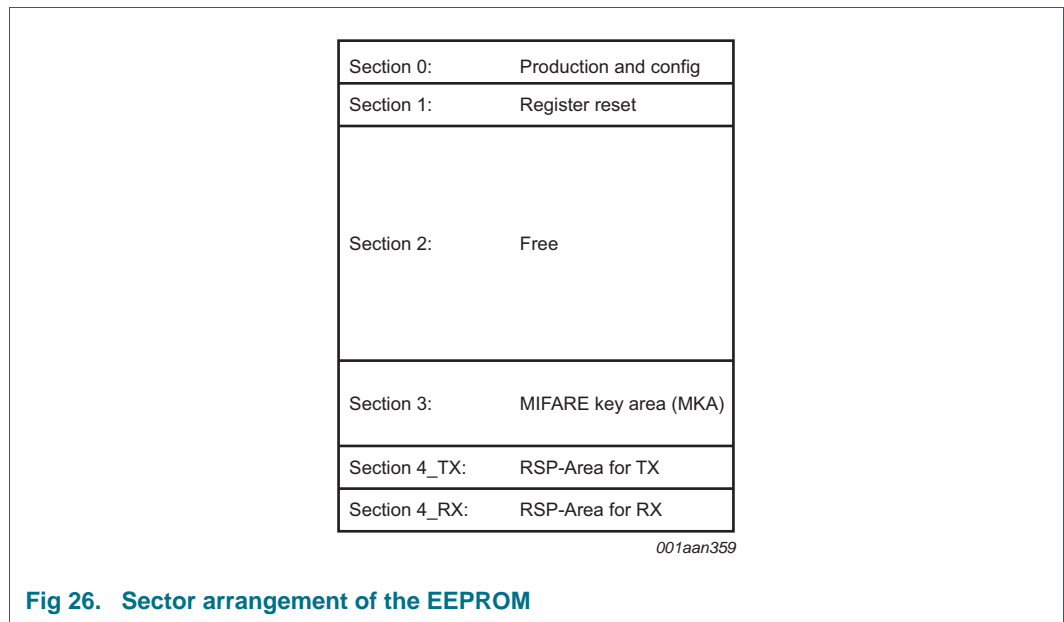 Section 0: Production and config
Section 1: Register reset
Section 2: Free
Section 3: MIFARE key area (MKA)
Section 4_TX: RSP-Area for TX
Section 4_RX: RSP-Area for RX
001aan359
Fig 26. Sector arrangement of the EEPROM